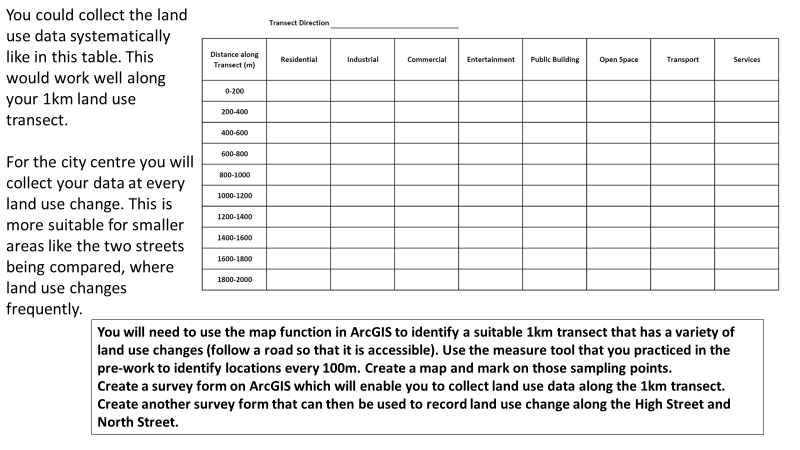 You could collect the land
use data systematically
like in this table. This
would work well along
your 1km land use
transect.
For the city centre you will
collect your data at every
land use change. This is
more suitable for smaller
areas like the two streets
being compared, where
land use changes
frequently.
Transect Direction ___________________________
Distance along Transect (m) Residential Industrial Commercial Entertainment Public Building Open Space Transport Services
0-200
200-400
400-600
600-800
800-1000
1000-1200
1200-1400
1400-1600
1600-1800
1800-2000
You will need to use the map function in ArcGIS to identify a suitable 1km transect that has a variety of
land use changes (follow a road so that it is accessible). Use the measure tool that you practiced in the
pre-work to identify locations every 100m. Create a map and mark on those sampling points.
Create a survey form on ArcGIS which will enable you to collect land use data along the 1km transect.
Create another survey form that can then be used to record land use change along the High Street and
North Street.